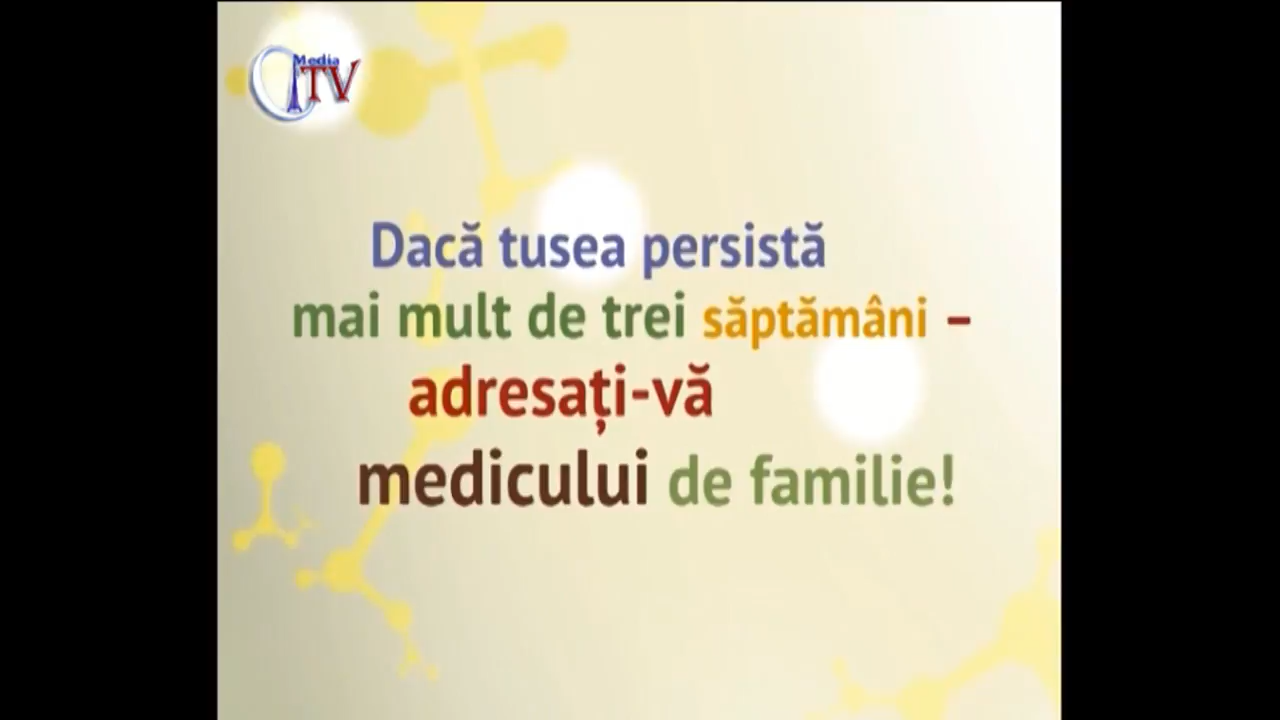 Media
TV
Dacă tusea persistă
mai mult de trei săptămâni –
adresați-vă
medicului de familie!